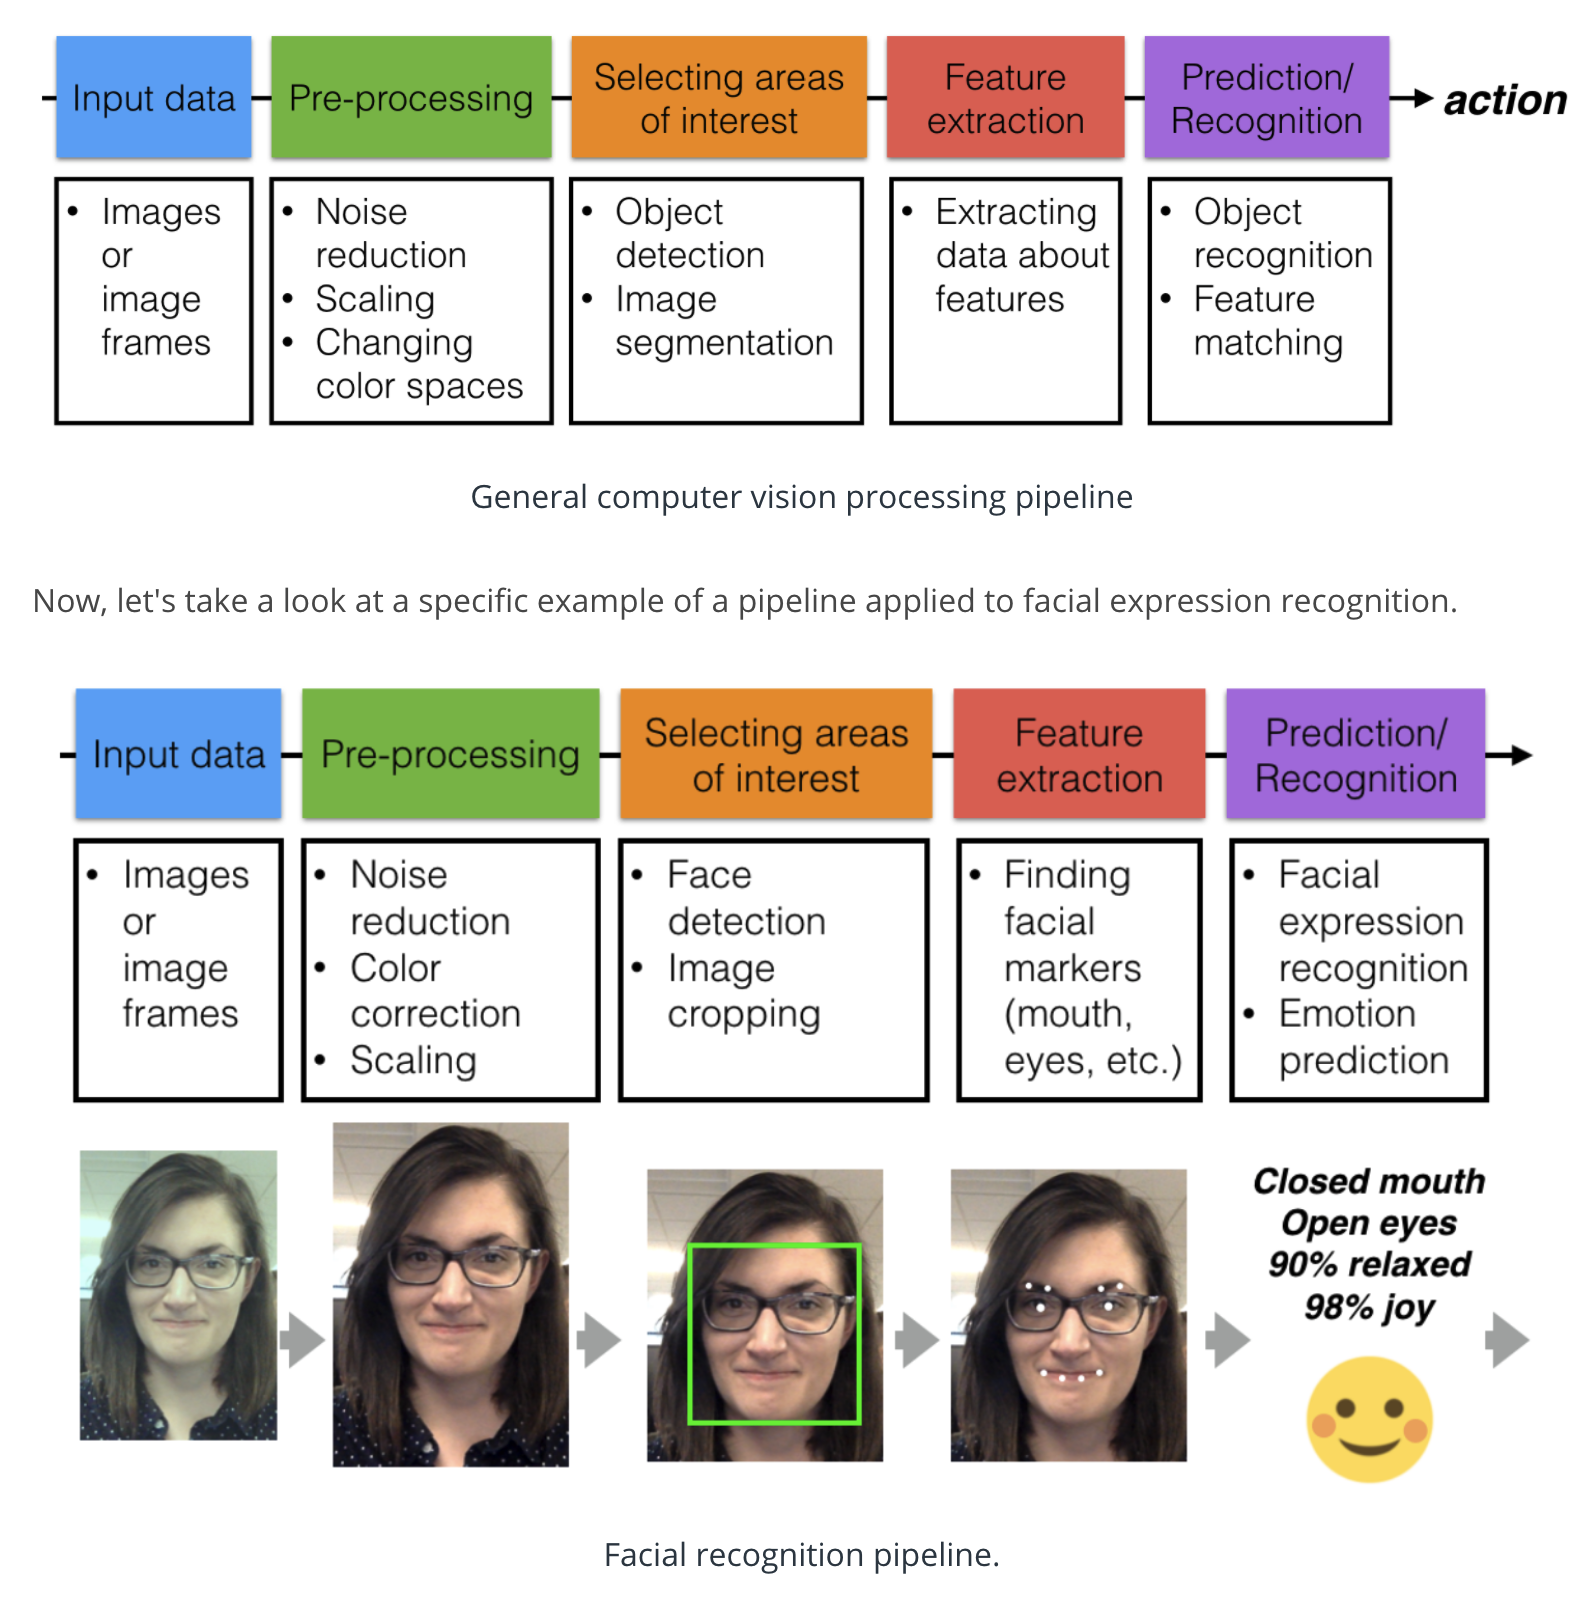 Input data
Pre-processing
Selecting areas
of interest
Feature
extraction
Prediction/
Recognition
action
• Images
or
image
frames
• Noise
reduction
• Scaling
• Changing
color spaces
• Object
detection
• Image
segmentation
• Extracting
data about
features
• Object
recognition
• Feature
matching
General computer vision processing pipeline
Now, let's take a look at a specific example of a pipeline applied to facial expression recognition.
Input data
Pre-processing
Selecting areas
of interest
Feature
extraction
Prediction/
Recognition
• Images
or
image
frames
• Noise
reduction
• Color
correction
• Scaling
• Face
detection
• Image
cropping
• Finding
facial
markers
(mouth,
eyes, etc.)
• Facial
expression
recognition
• Emotion
prediction
Closed mouth
Open eyes
90% relaxed
98% joy
Facial recognition pipeline.